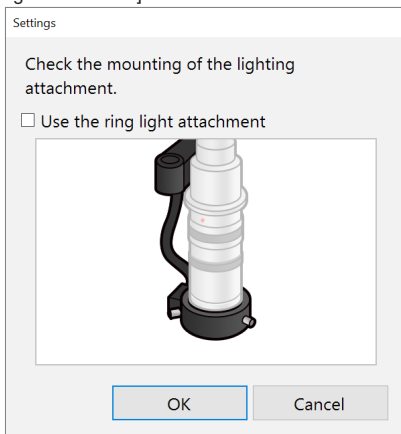 Settings
Check the mounting of the lighting
attachment.
Use the ring light attachment
OK
Cancel